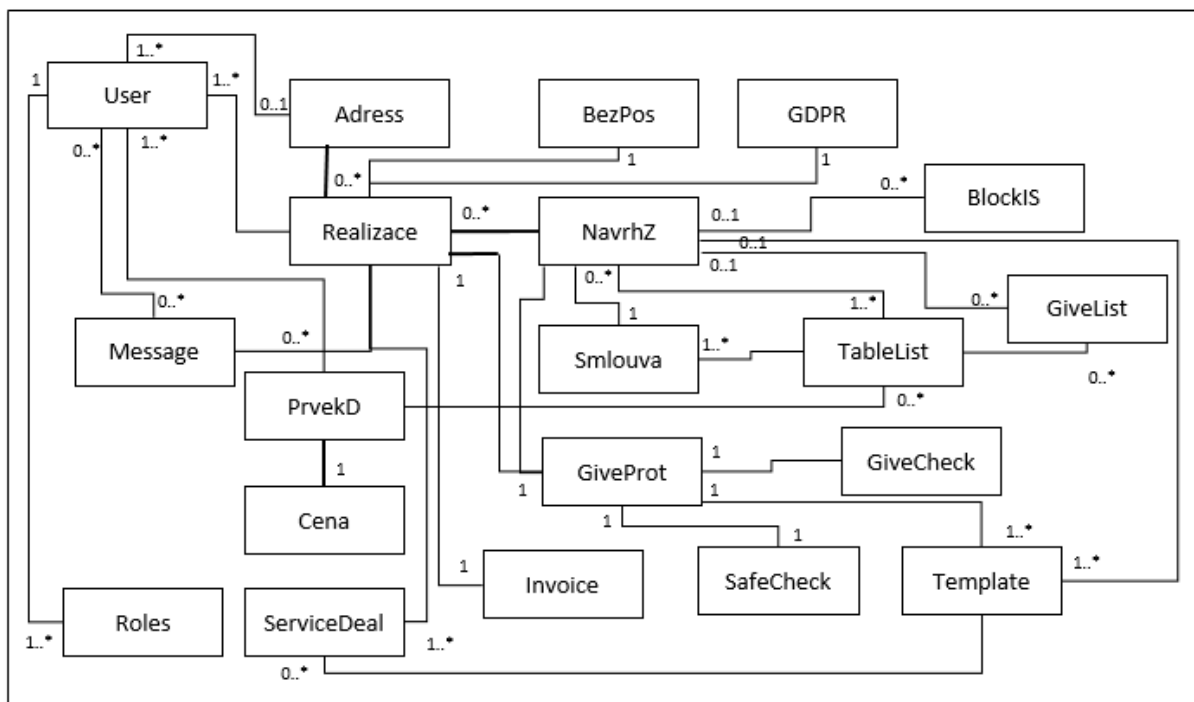 1..*
1
User
1..*
0..1
Adress
BezPos
GDPR
0..*
1..*
1
1
0..*
0..*
BlockIS
Realizace
0..*
NavrhZ
0..1
0..1
1
0..*
0..1
0..*
1..*
0..*
GiveList
Message
0..*
1
Smlouva
1..*
TableList
0..*
PrvekD
0..*
1
GiveProt
1
GiveCheck
1
1
Cena
1
1
1..*
1..*
1
Invoice
SafeCheck
Template
Roles
ServiceDeal
1..*
1..*
0..*